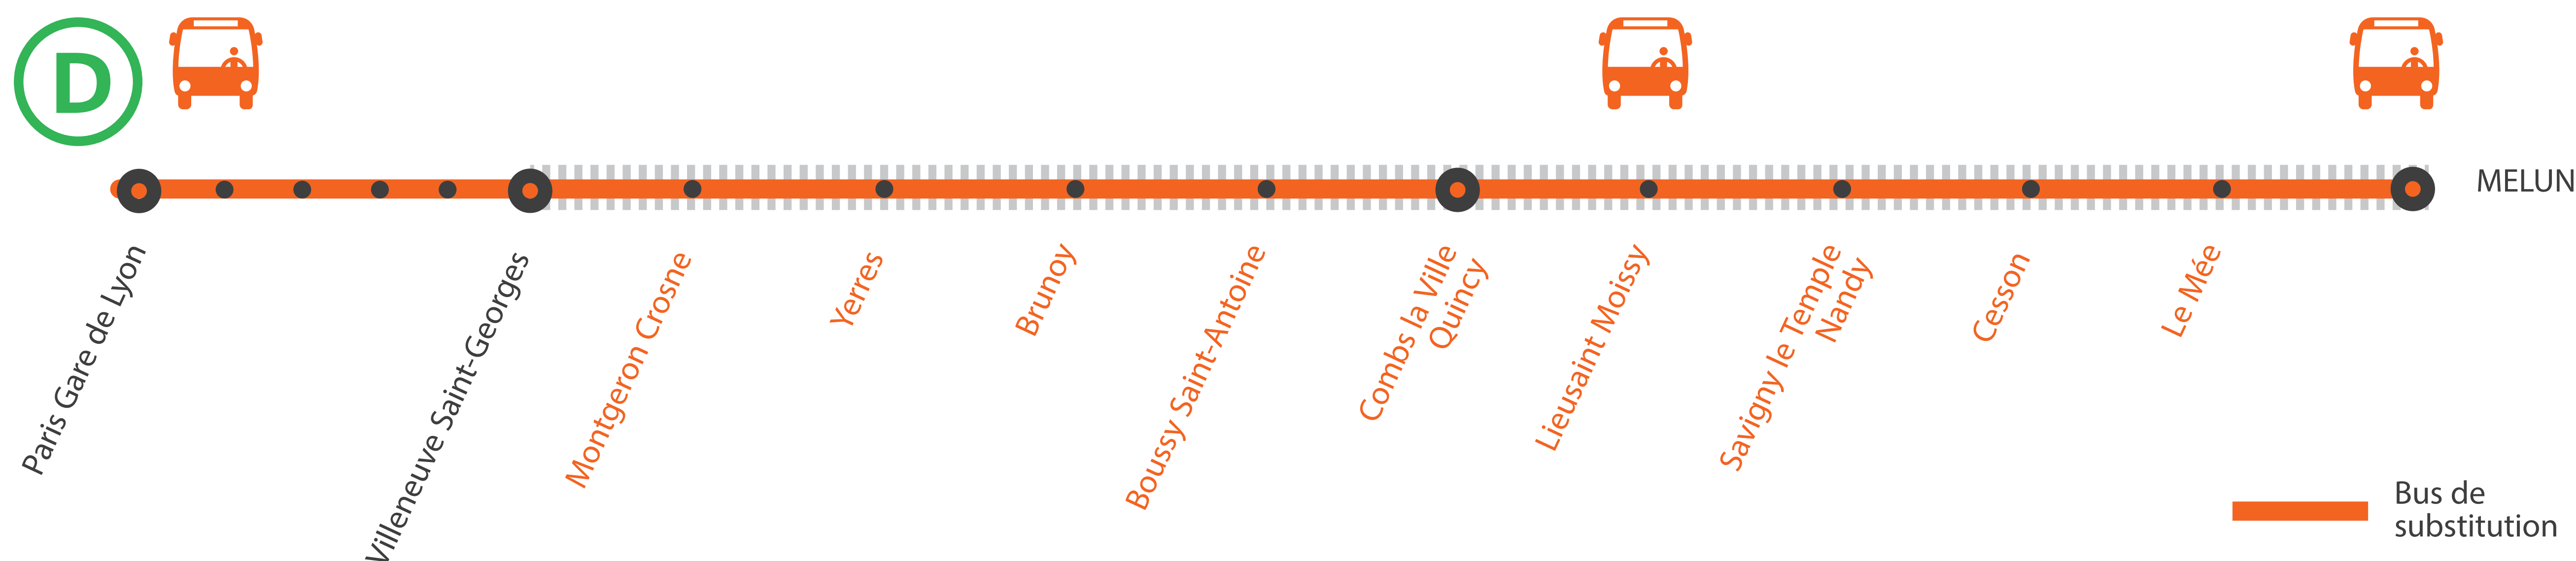 D
MELUN
Paris Gare de Lyon
Villeneuve Saint-Georges
Montgeron Crosne
Yerres
Brunoy
Boussy Saint-Antoine
Combs la Ville
Quincy
Lieusaint Moissy
Savigny le Temple
Nandy
Cesson
Le Mée
Bus de
substitution